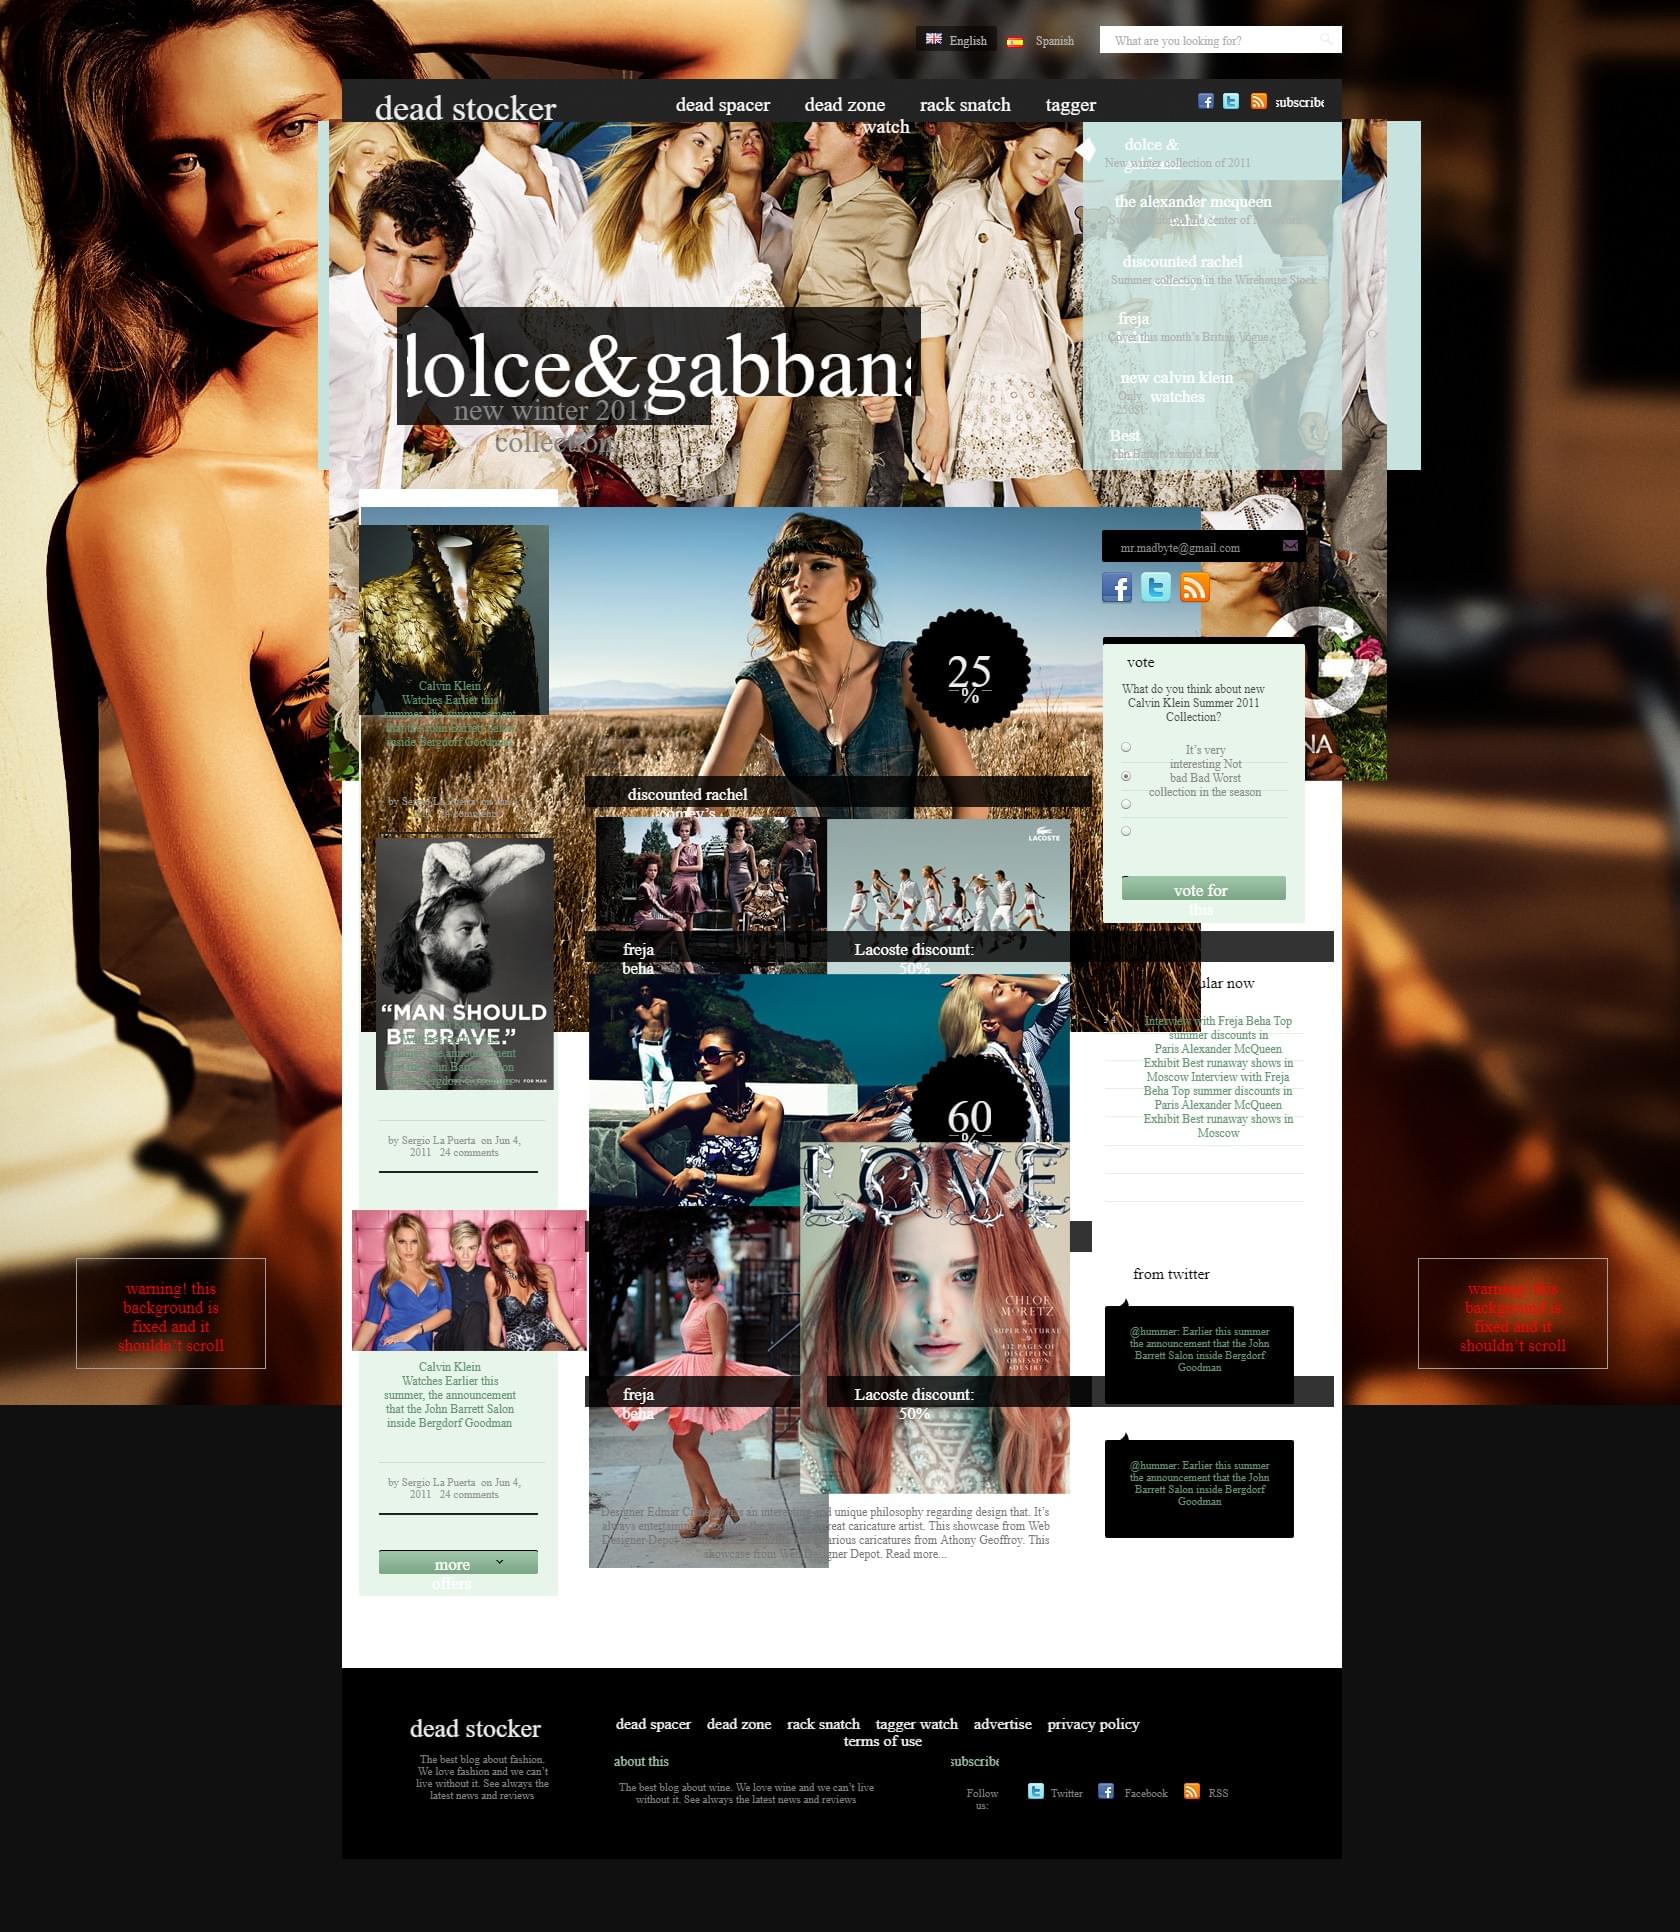 English
Spanish
What are you looking for?
dead stocker
dead spacer
dead zone
rack snatch
tagger
watch
subscribe
dolce &
New winter collection of 2011
the alexander mcqueen
exhibit
center of
discounted rachel
Summer collection in the Wirehouse Stock
freja
Cover this month's British Vogue
new calvin klein
Only
watches
250$!
Best
dolce&gabbana
new winter 2011
collection
mr.madbyte@gmail.com
25
%
vote
What do you think about new
Calvin Klein Summer 2011
Collection?
It's very
interesting Not
bad Bad Worst
collection in the season
vote for
this
Calvin Klein
Watches Earlier this
summer, the announcement
that the John Barrett Salon
inside Bergdorf Goodman
by Sergio La Puerta on Jun 4,
24 comments
discounted rachel
LACOSTE
freja
beha
Lacoste discount:
50%
"MAN SHOULD
BE BRAVE."
FOR MAN
by Sergio La Puerta on Jun 4,
2011 24 comments
ular now
Interview with Freja Beha Top
summer discounts in
Paris Alexander McQueen
Exhibit Best runaway shows in
Moscow Interview with Freja
Beha Top summer discounts in
Paris Alexander McQueen
Exhibit Best runaway shows in
Moscow
60
%
LOVE
CHLOE
MORETZ
SUPER NATURAL
432 PAGES OF
DISCIPLINE
OBSESSION
&DESIRE
from twitter
@hummer: Earlier this summer
the announcement that the John
Barrett Salon inside Bergdorf
Goodman
warning! this
background is
fixed and it
shouldn't scroll
warning! this
background is
fixed and it
shouldn't scroll
Calvin Klein
Watches Earlier this
summer, the announcement
that the John Barrett Salon
inside Bergdorf Goodman
freja
beha
Lacoste discount:
50%
by Sergio La Puerta on Jun 4,
2011 24 comments
@hummer: Earlier this summer
the announcement that the John
Barrett Salon inside Bergdorf
Goodman
Designer Edmar an and unique philosophy regarding design that. It's
always great caricature artist. This showcase from Web
Designer Depot caricatures from Athony Geoffroy. This
showcase from Web Designer Depot. Read more...
more
offers
dead stocker
The best blog about fashion.
We love fashion and we can't
live without it. See always the
latest news and reviews
dead spacer dead zone rack snatch tagger watch advertise privacy policy
terms of use
about this
The best blog about wine. We love wine and we can't live
without it. See always the latest news and reviews
subscribe
Follow
us:
Twitter
Facebook
RSS